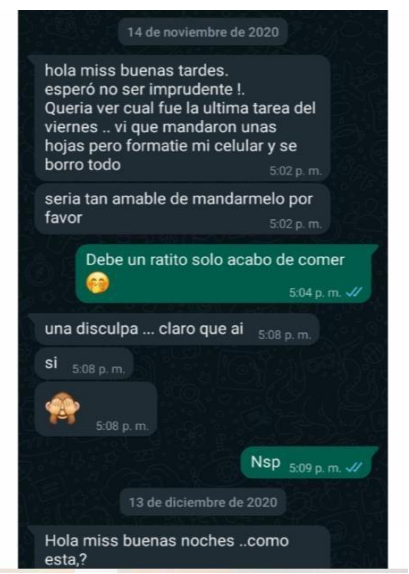 14 de noviembre de 2020
hola miss buenas tardes.
esperó no ser imprudente !.
Queria ver cual fue la ultima tarea del
viernes .. vi que mandaron unas
hojas pero formatie mi celular y se
borro todo
5:02 p. m.
seria tan amable de mandarmelo por
favor
5:02 p. m.
Debe un ratito solo acabo de comer
5:04 p. m.
una disculpa ... claro que ai 5:08 p. m.
si 5:08 p. m.
5:08 p. m.
Nsp 5:09 p. m.
13 de diciembre de 2020
Hola miss buenas noches ..como
esta,?